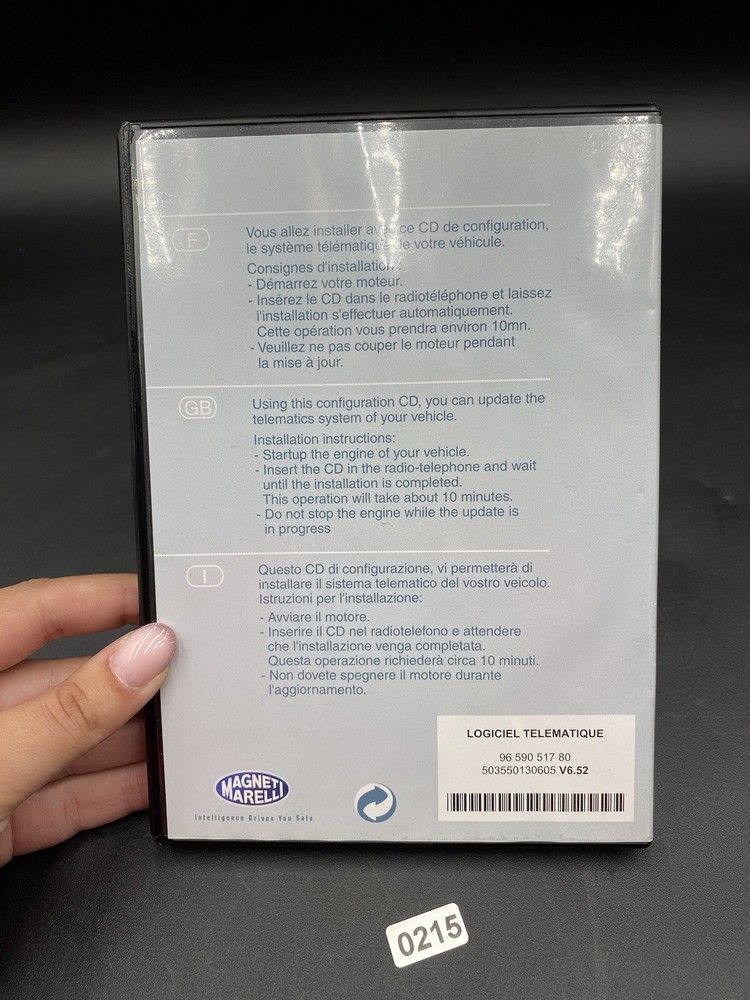 F
Vous allez installer avec ce CD de configuration,
le système télématique de votre véhicule.
Consignes d'installation :
- Démarrez votre moteur.
- Insérez le CD dans le radiotéléphone et laissez
l'installation s'effectuer automatiquement.
Cette opération vous prendra environ 10mn.
- Veuillez ne pas couper le moteur pendant
la mise à jour.
GB
Using this configuration CD, you can update the
telematics system of your vehicle.
Installation instructions:
- Startup the engine of your vehicle.
- Insert the CD in the radio-telephone and wait
until the installation is completed.
This operation will take about 10 minutes.
- Do not stop the engine while the update is
in progress
I
Questo CD di configurazione, vi permetterà di
installare il sistema telematico del vostro veicolo.
Istruzioni per l'installazione:
- Avviare il motore.
- Inserire il CD nel radiotelefono e attendere
che l'installazione venga completata.
Questa operazione richiederà circa 10 minuti.
- Non dovete spegnere il motore durante
l'aggiornamento.
LOGICIEL TELEMATIQUE
96 590 517 80
503550130605 V6.52
MAGNETI
MARELLI
Intelligence Drives You Safe
0215